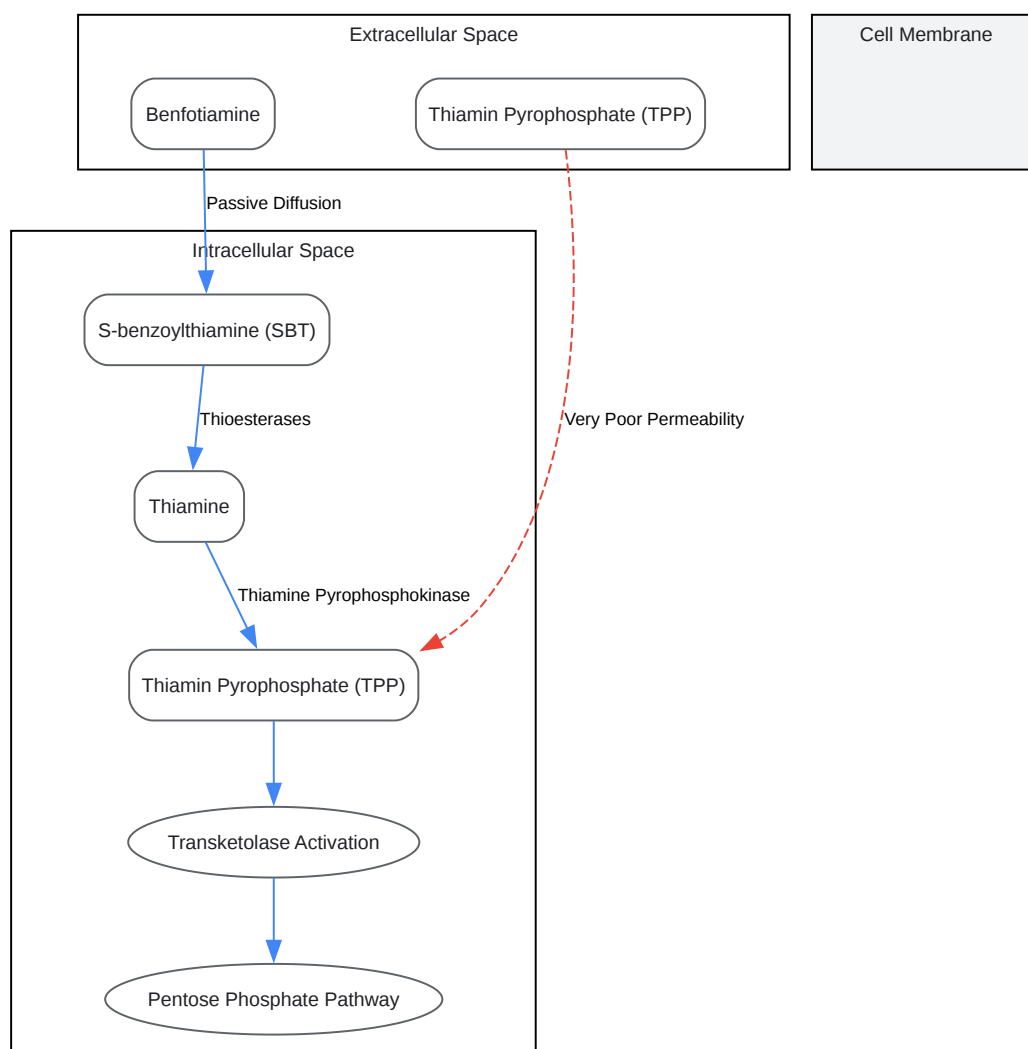 Extracellular Space
Cell Membrane
Benfotiamine
Thiamin Pyrophosphate (TPP)
Passive Diffusion
Intracellular Space
S-benzoylthiamine (SBT)
Thioesterases
Very Poor Permeability
Thiamine
Thiamine Pyrophosphokinase
Thiamin Pyrophosphate (TPP)
Transketolase Activation
Pentose Phosphate Pathway